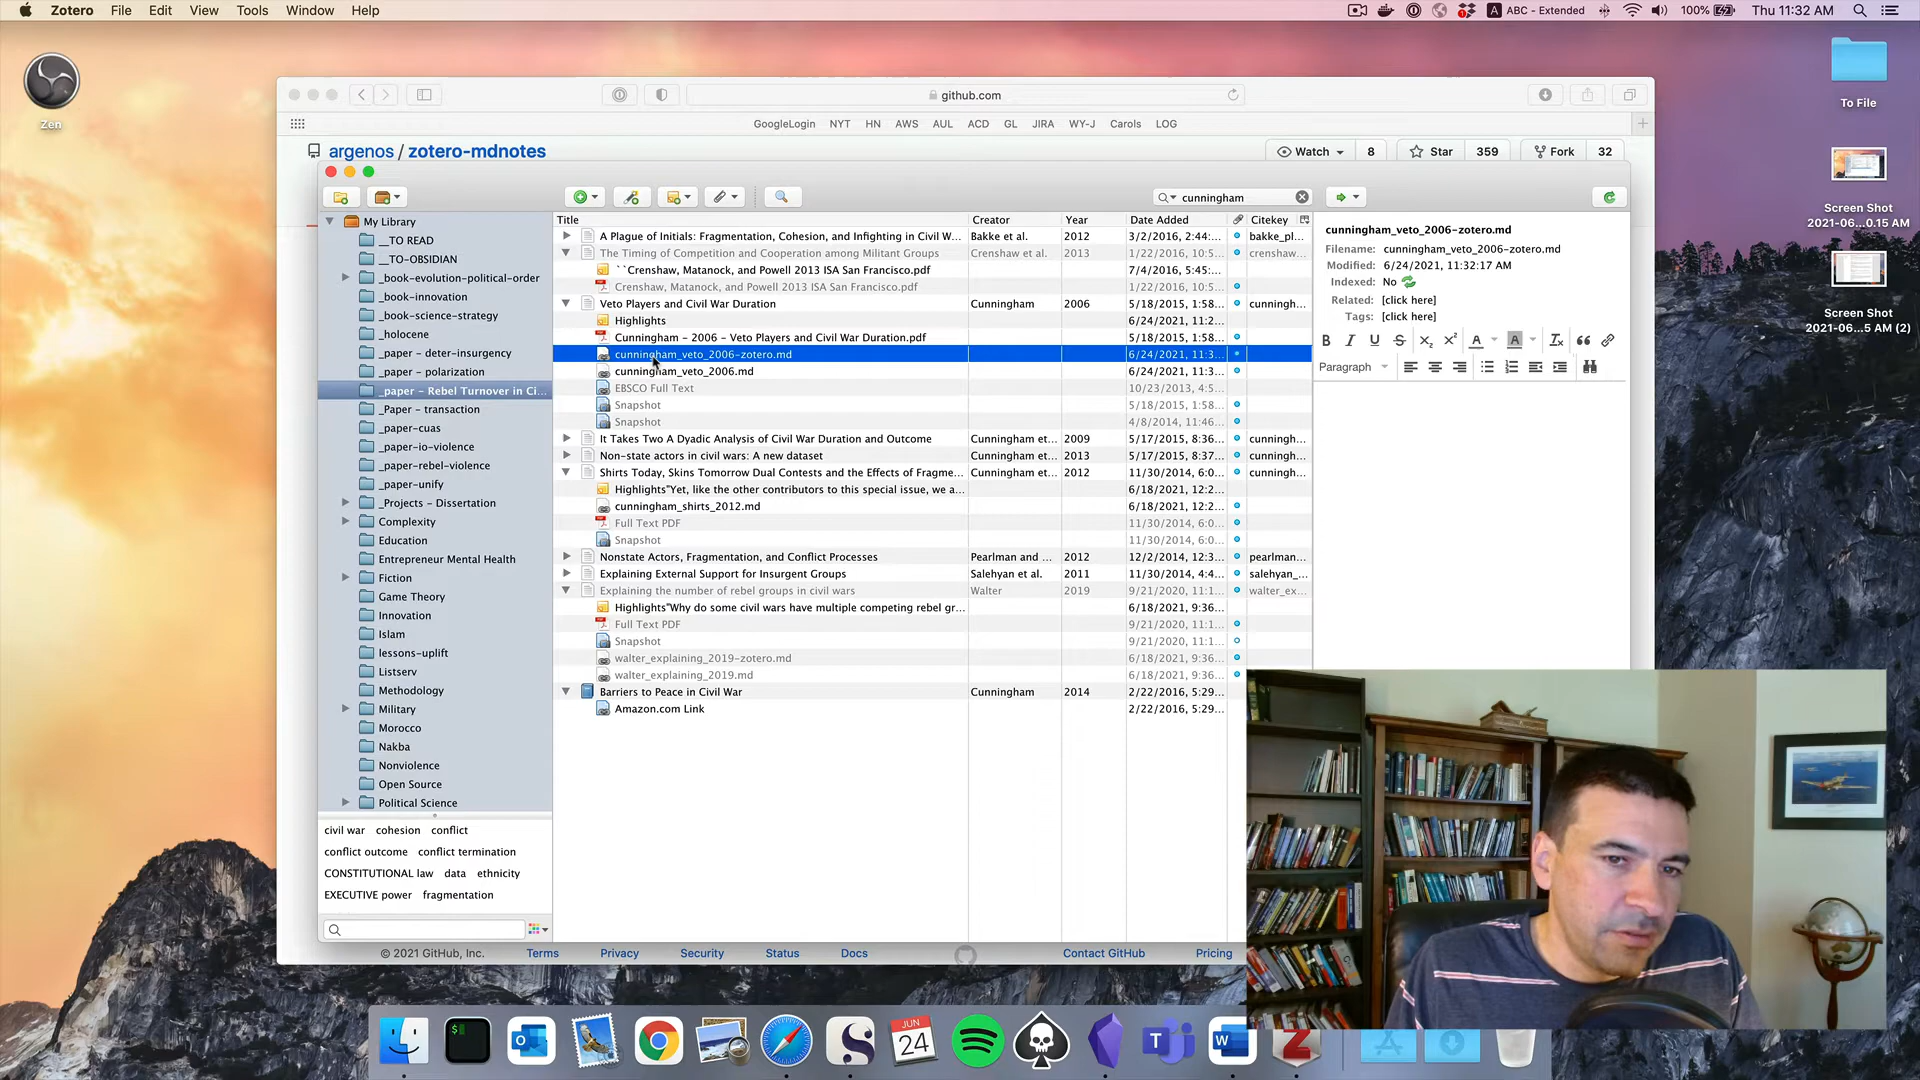 Zotero File Edit View Tools Window Help
ABC - Extended 100% Thu 11:32 AM
Zen
To File
Screen Shot
2021-06...0.15 AM
Screen Shot
2021-06...5 AM (2)
github.com
GoogleLogin NYT HN AWS AUL ACD GL JIRA WY-J Carols LOG
argenos / zotero-mdnotes
Watch 8 Star 359 Fork 32
cunningham
My Library
__TO READ
__TO-OBSIDIAN
_book-evolution-political-order
_book-innovation
_book-science-strategy
_holocene
_paper - deter-insurgency
_paper - polarization
_paper - Rebel Turnover in Ci...
_Paper - transaction
_paper-cuas
_paper-io-violence
_paper-rebel-violence
_paper-unify
_Projects - Dissertation
Complexity
Education
Entrepreneur Mental Health
Fiction
Game Theory
Innovation
Islam
lessons-uplift
Listserv
Methodology
Military
Morocco
Nakba
Nonviolence
Open Source
Political Science
civil war cohesion conflict
conflict outcome conflict termination
CONSTITUTIONAL law data ethnicity
EXECUTIVE power fragmentation
Title Creator Year Date Added Citekey
A Plague of Initials: Fragmentation, Cohesion, and Infighting in Civil W... Bakke et al. 2012 3/2/2016, 2:44:... bakke_pl...
The Timing of Competition and Cooperation among Militant Groups Crenshaw et al. 2013 1/22/2016, 10:5... crenshaw...
``Crenshaw, Matanock, and Powell 2013 ISA San Francisco.pdf 7/4/2016, 5:45:...
Crenshaw, Matanock, and Powell 2013 ISA San Francisco.pdf 1/22/2016, 10:5...
Veto Players and Civil War Duration Cunningham 2006 5/18/2015, 1:58... cunningh...
Highlights 6/24/2021, 11:2...
Cunningham - 2006 - Veto Players and Civil War Duration.pdf 5/18/2015, 1:58...
cunningham_veto_2006-zotero.md 6/24/2021, 11:3...
cunningham_veto_2006.md 6/24/2021, 11:3...
EBSCO Full Text 10/23/2013, 4:5...
Snapshot 5/18/2015, 1:58...
Snapshot 4/8/2014, 11:46...
It Takes Two A Dyadic Analysis of Civil War Duration and Outcome Cunningham et... 2009 5/17/2015, 8:36... cunningh...
Non-state actors in civil wars: A new dataset Cunningham et... 2013 5/17/2015, 8:37... cunningh...
Shirts Today, Skins Tomorrow Dual Contests and the Effects of Fragme... Cunningham et... 2012 11/30/2014, 6:0... cunningh...
Highlights"Yet, like the other contributors to this special issue, we a... 6/18/2021, 12:2...
cunningham_shirts_2012.md 6/18/2021, 12:2...
Full Text PDF 11/30/2014, 6:0...
Snapshot 11/30/2014, 6:0...
Nonstate Actors, Fragmentation, and Conflict Processes Pearlman and ... 2012 12/2/2014, 12:3... pearlman...
Explaining External Support for Insurgent Groups Salehyan et al. 2011 11/30/2014, 4:4... salehyan_...
Explaining the number of rebel groups in civil wars Walter 2019 9/21/2020, 11:1... walter_ex...
Highlights"Why do some civil wars have multiple competing rebel gr... 6/18/2021, 9:36...
Full Text PDF 9/21/2020, 11:1...
Snapshot 9/21/2020, 11:1...
walter_explaining_2019-zotero.md 6/18/2021, 9:36...
walter_explaining_2019.md 6/18/2021, 9:36...
Barriers to Peace in Civil War Cunningham 2014 2/22/2016, 5:29...
Amazon.com Link 2/22/2016, 5:29...
cunningham_veto_2006-zotero.md
Filename: cunningham_veto_2006-zotero.md
Modified: 6/24/2021, 11:32:17 AM
Indexed: No
Related: [click here]
Tags: [click here]
Paragraph
© 2021 GitHub, Inc. Terms Privacy Security Status Docs Contact GitHub Pricing
JUN
24